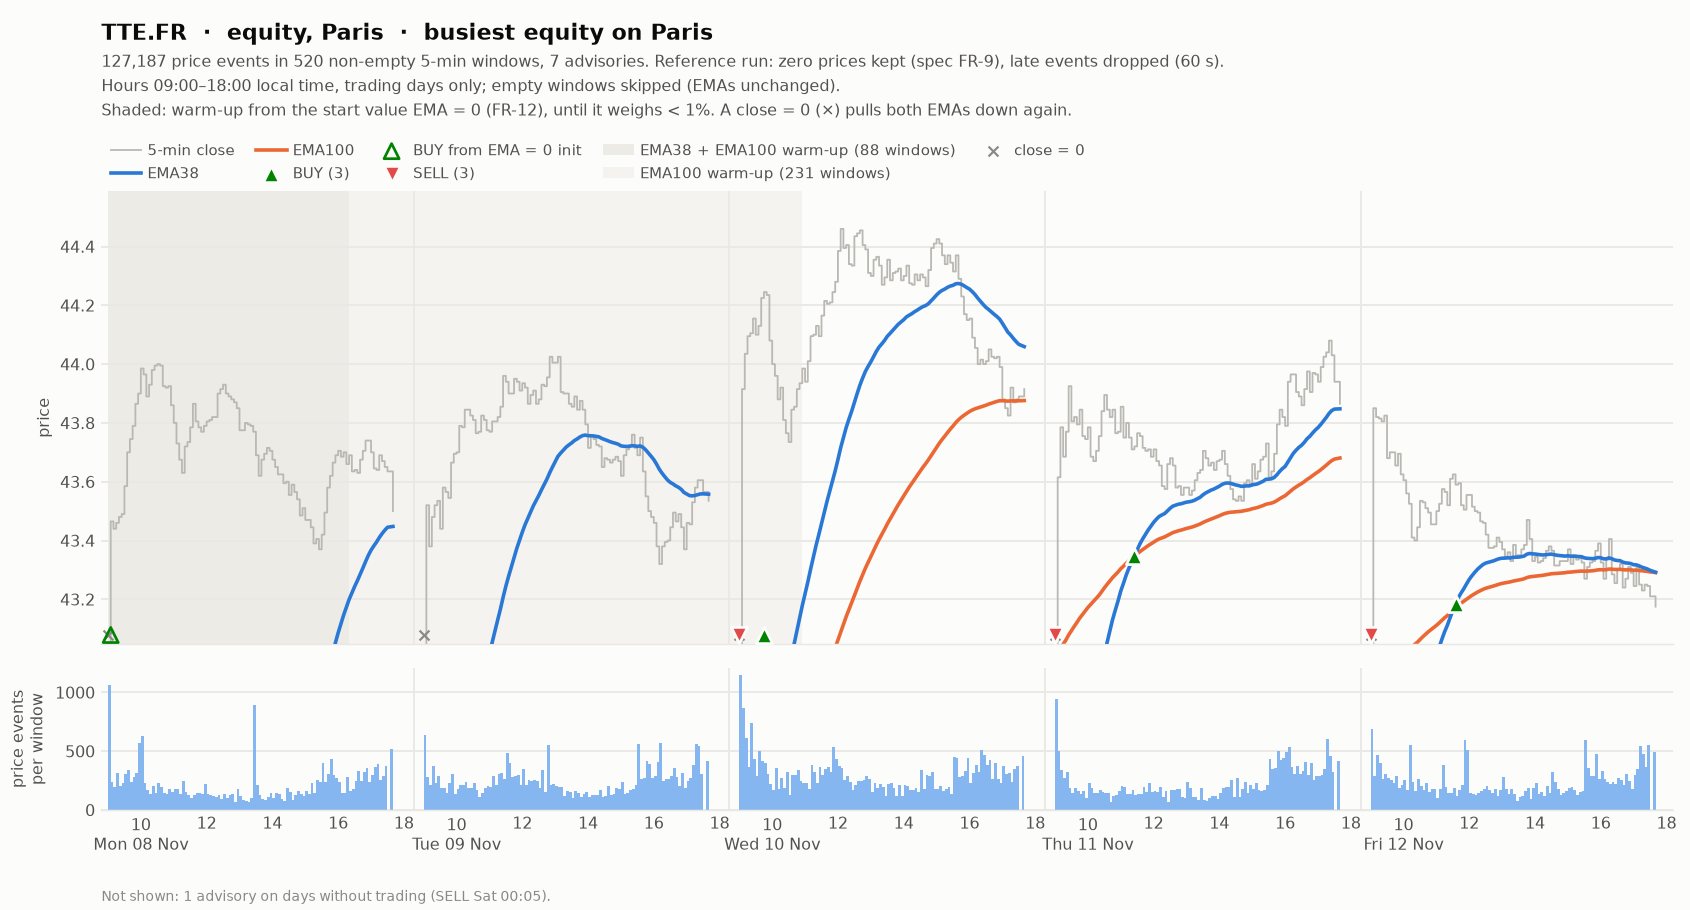 TTE.FR · equity, Paris · busiest equity on Paris
127,187 price events in 520 non-empty 5-min windows, 7 advisories. Reference run: zero prices kept (spec FR-9), late events dropped (60 s).
Hours 09:00–18:00 local time, trading days only; empty windows skipped (EMAs unchanged).
Shaded: warm-up from the start value EMA = 0 (FR-12), until it weighs < 1%. A close = 0 (×) pulls both EMAs down again.
5-min close EMA100 BUY from EMA = 0 init EMA38 + EMA100 warm-up (88 windows) close = 0
EMA38 BUY (3) SELL (3) EMA100 warm-up (231 windows)
44.4
44.2
44.0
43.8
43.6
43.4
43.2
price
1000
500
0
price events
per window
10 12 14 16 18 10 12 14 16 18 10 12 14 16 18 10 12 14 16 18 10 12 14 16 18
Mon 08 Nov Tue 09 Nov Wed 10 Nov Thu 11 Nov Fri 12 Nov
Not shown: 1 advisory on days without trading (SELL Sat 00:05).